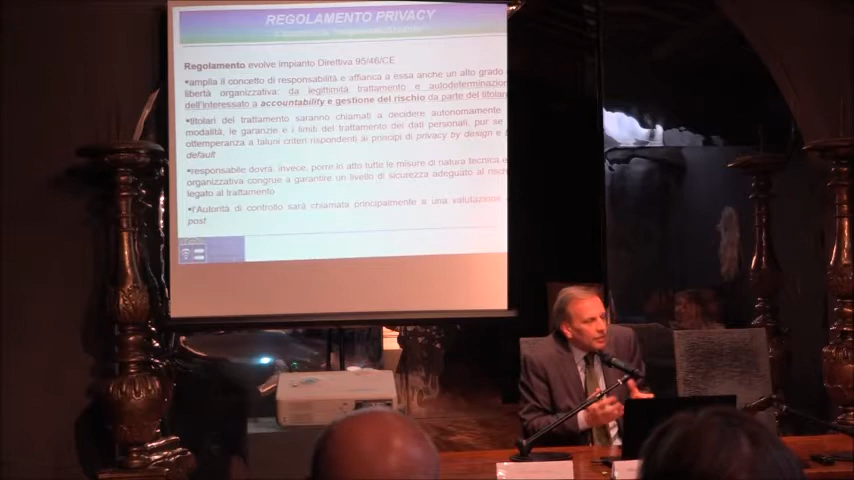 REGOLAMENTO PRIVACY
Regolamento evolve impianto Direttiva 95/46/CE
▪amplia il concetto di responsabilità e affianca a essa anche un alto grado
libertà organizzativa: da legittimità trattamento e autodeterminazion
dell'interessato a accountability e gestione del rischio da parte del titolar
▪titolari del trattamento saranno chiamati a decidere autonomamente
modalità, le garanzie e i limiti del trattamento dei dati personali, pur se
ottemperanza a taluni criteri rispondenti ai principi di privacy by design e
default
▪responsabile dovrà, invece, porre in atto tutte le misure di natura tecnica e
organizzativa congrue a garantire un livello di sicurezza adeguato al risch
legato al trattamento
▪l'Autorità di controllo sarà chiamata principalmente a una valutazione
post